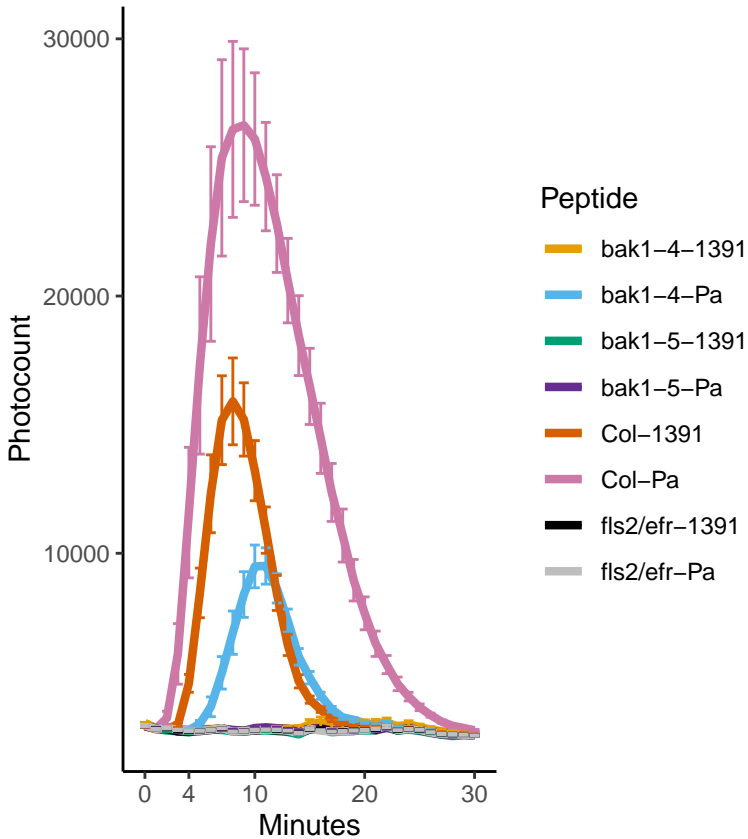 30000
20000
10000
Photocount
0 4 10 20 30
Minutes
Peptide
bak1−4−1391
bak1−4−Pa
bak1−5−1391
bak1−5−Pa
Col−1391
Col−Pa
fls2/efr−1391
fls2/efr−Pa